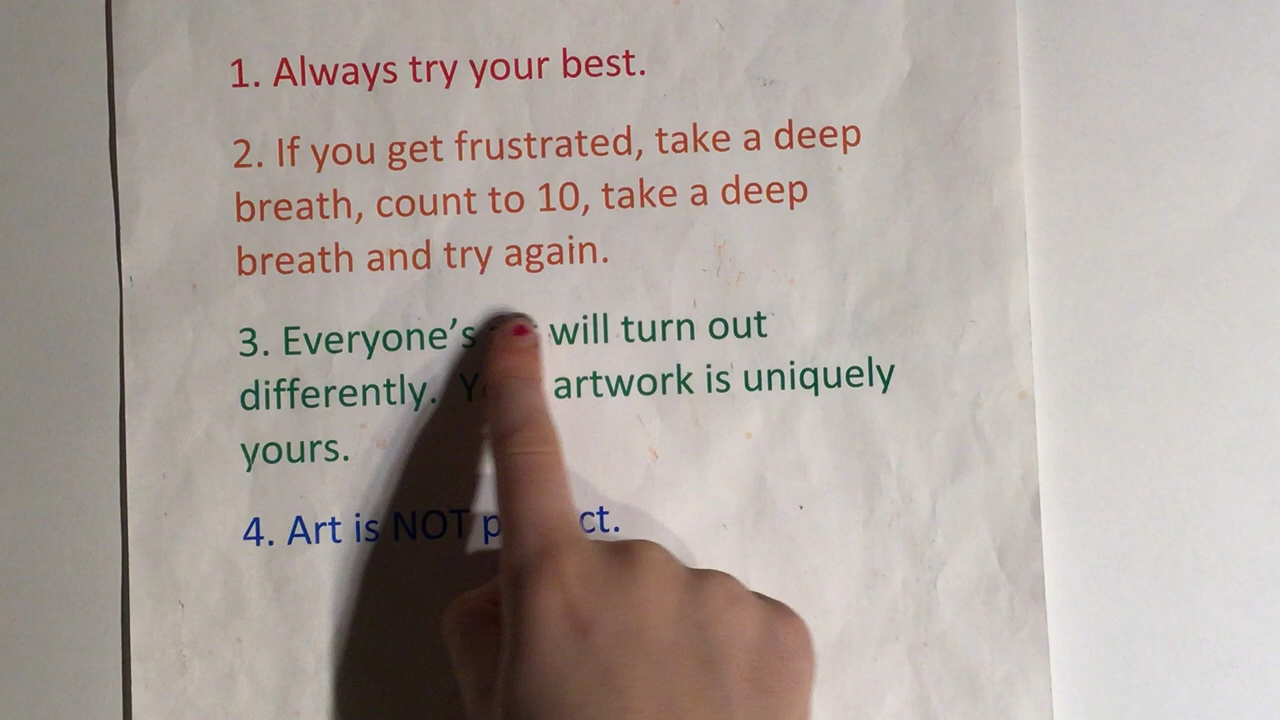 1. Always try your best.
2. If you get frustrated, take a deep
breath, count to 10, take a deep
breath and try again.
3. Everyone's will turn out
differently. artwork is uniquely
yours.
4. Art is NOT